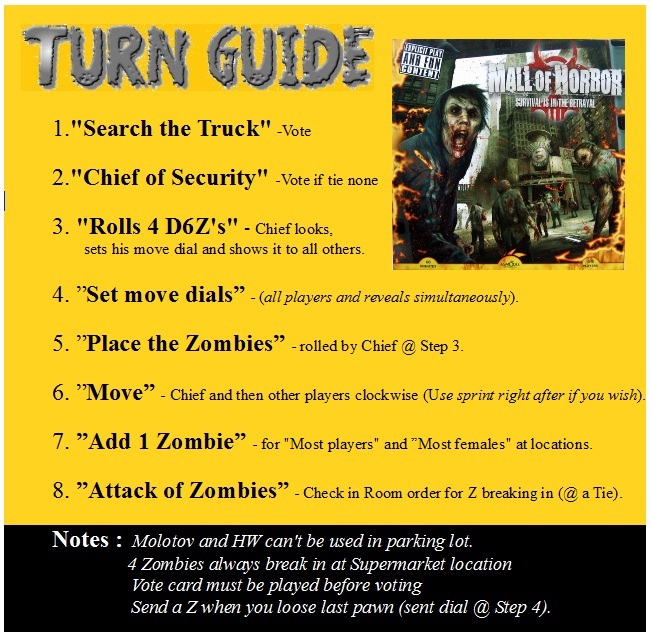 TURN GUIDE
EXPLICIT PLAY AND FUN CONTENT
MALL OF HORROR
SURVIVAL IS IN THE BETRAYAL
1."Search the Truck" -Vote
2."Chief of Security" -Vote if tie none
3. "Rolls 4 D6Z's" - Chief looks,
sets his move dial and shows it to all others.
4. ”Set move dials” - (all players and reveals simultaneously).
5. ”Place the Zombies” - rolled by Chief @ Step 3.
6. ”Move” - Chief and then other players clockwise (Use sprint right after if you wish).
7. ”Add 1 Zombie” - for "Most players" and ”Most females" at locations.
8. ”Attack of Zombies” - Check in Room order for Z breaking in (@ a Tie).
Notes : Molotov and HW can't be used in parking lot.
4 Zombies always break in at Supermarket location
Vote card must be played before voting
Send a Z when you loose last pawn (sent dial @ Step 4).